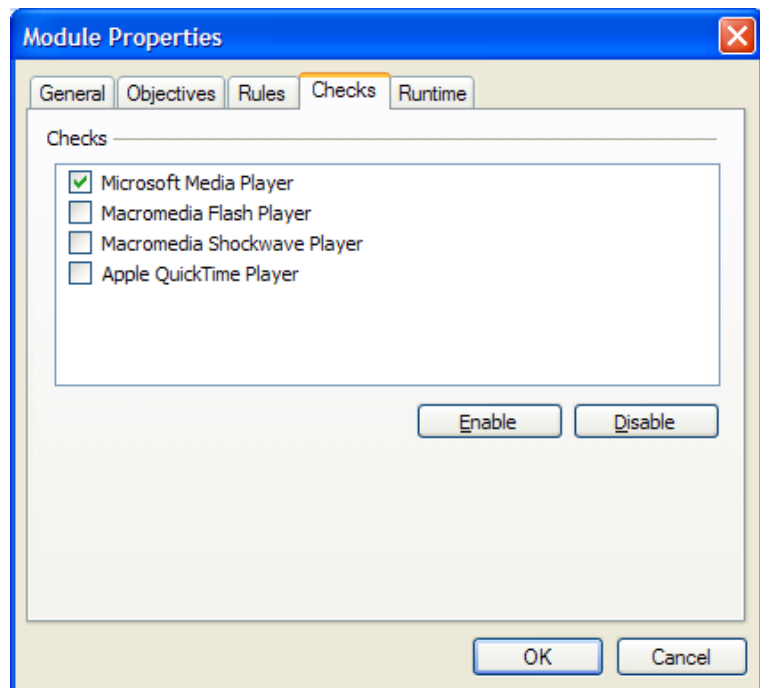 Module Properties
General Objectives Rules Checks Runtime
Checks
Microsoft Media Player
Macromedia Flash Player
Macromedia Shockwave Player
Apple QuickTime Player
Enable Disable
OK Cancel